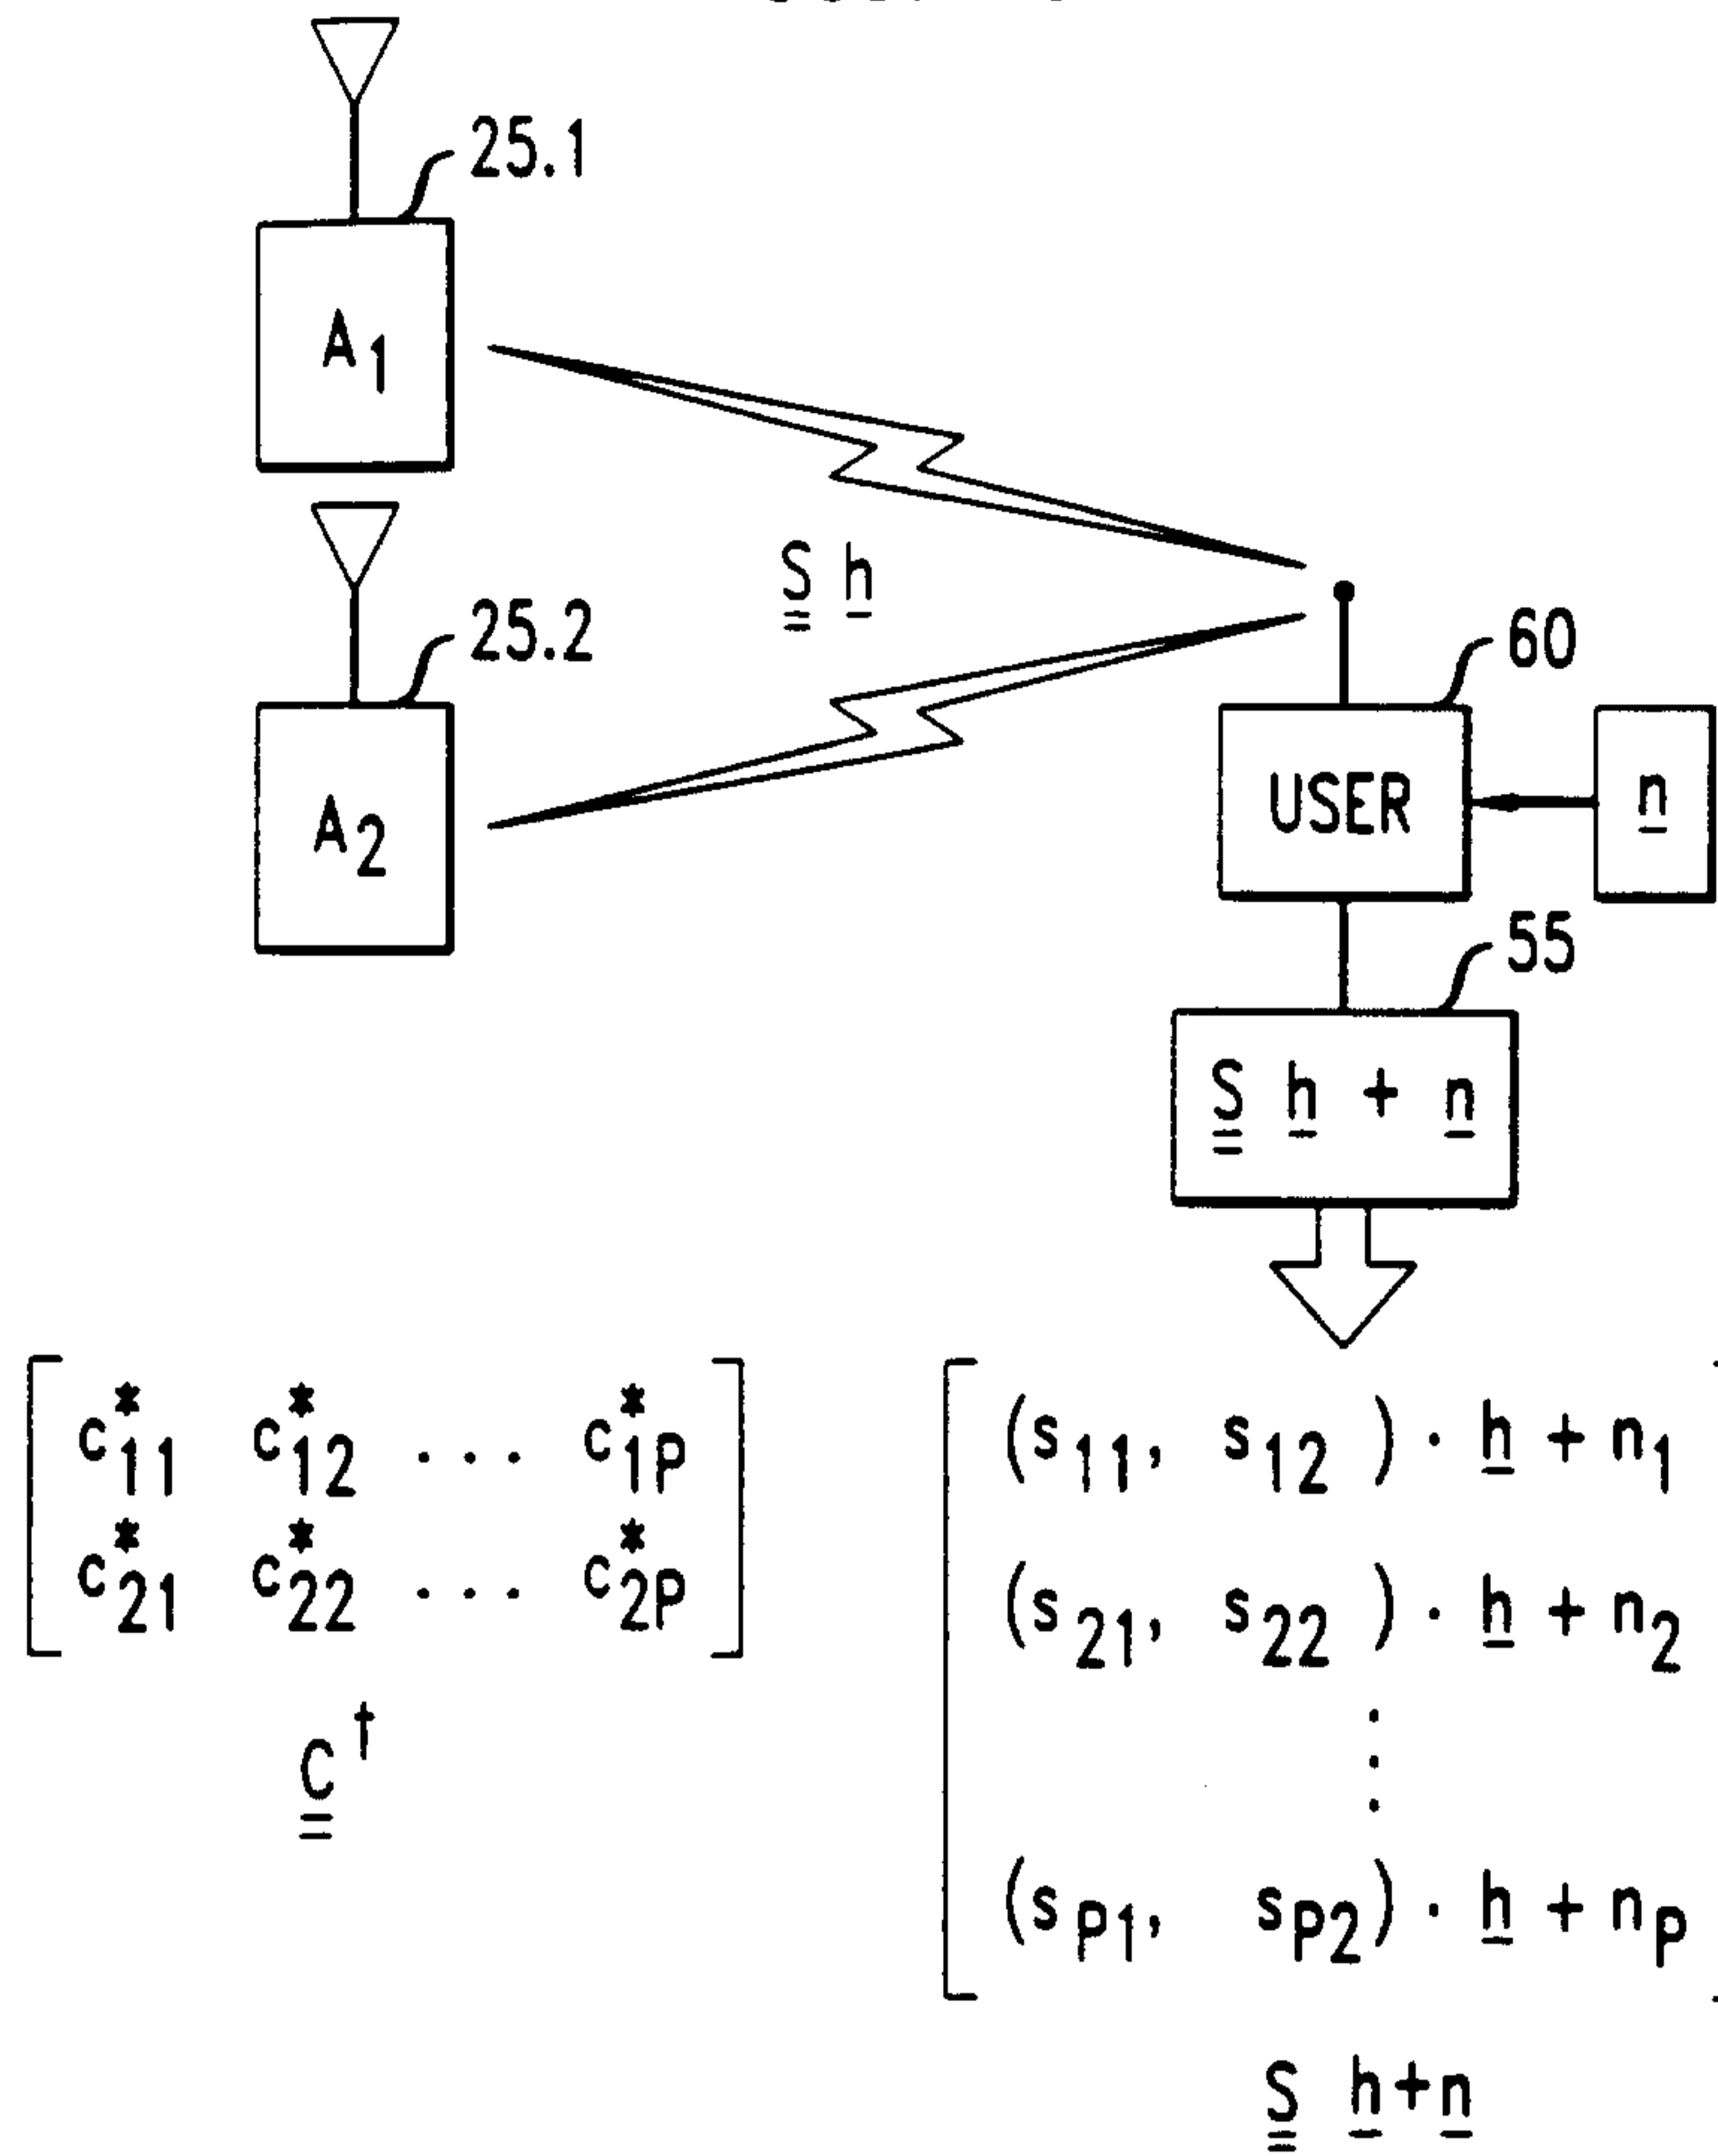 25.1
A1
S h
25.2
A2
60
USER
n
55
S h + n
c*11 c*12 ... c*1P
c*21 c*22 ... c*2P
C†
(s11, s12) · h + n1
(s21, s22) · h + n2
(sP1, sP2) · h + nP
S h+n